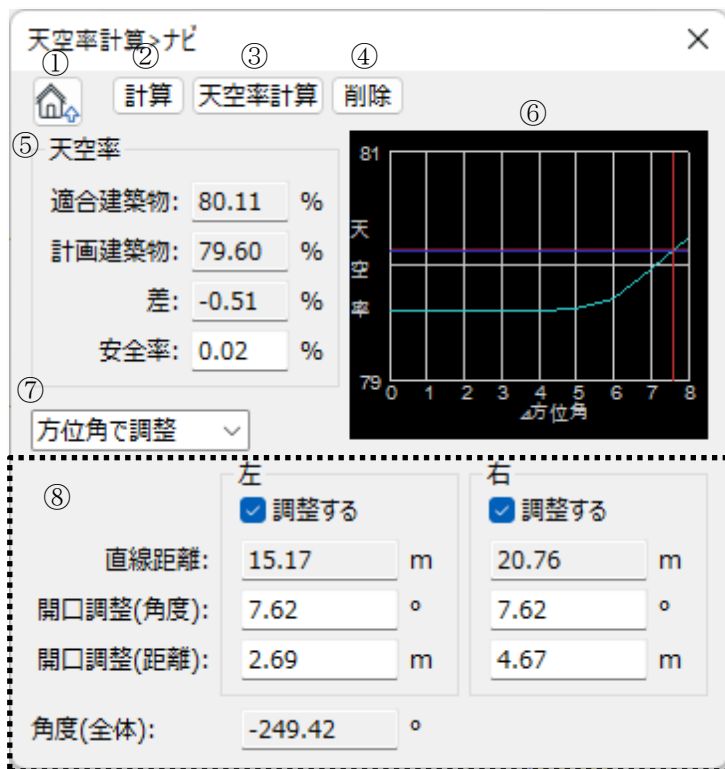 天空率計算>ナビ
① ② ③ ④
計算 天空率計算 削除
⑤ 天空率 ⑥
適合建築物: 80.11 %
計画建築物: 79.60 %
差: -0.51 %
安全率: 0.02 %
81
天空率
79
0 1 2 3 4 5 6 7 8
⊿方位角
⑦
方位角で調整
⑧ 左 右
調整する 調整する
直線距離: 15.17 m 20.76 m
開口調整(角度): 7.62 ° 7.62 °
開口調整(距離): 2.69 m 4.67 m
角度(全体): -249.42 °